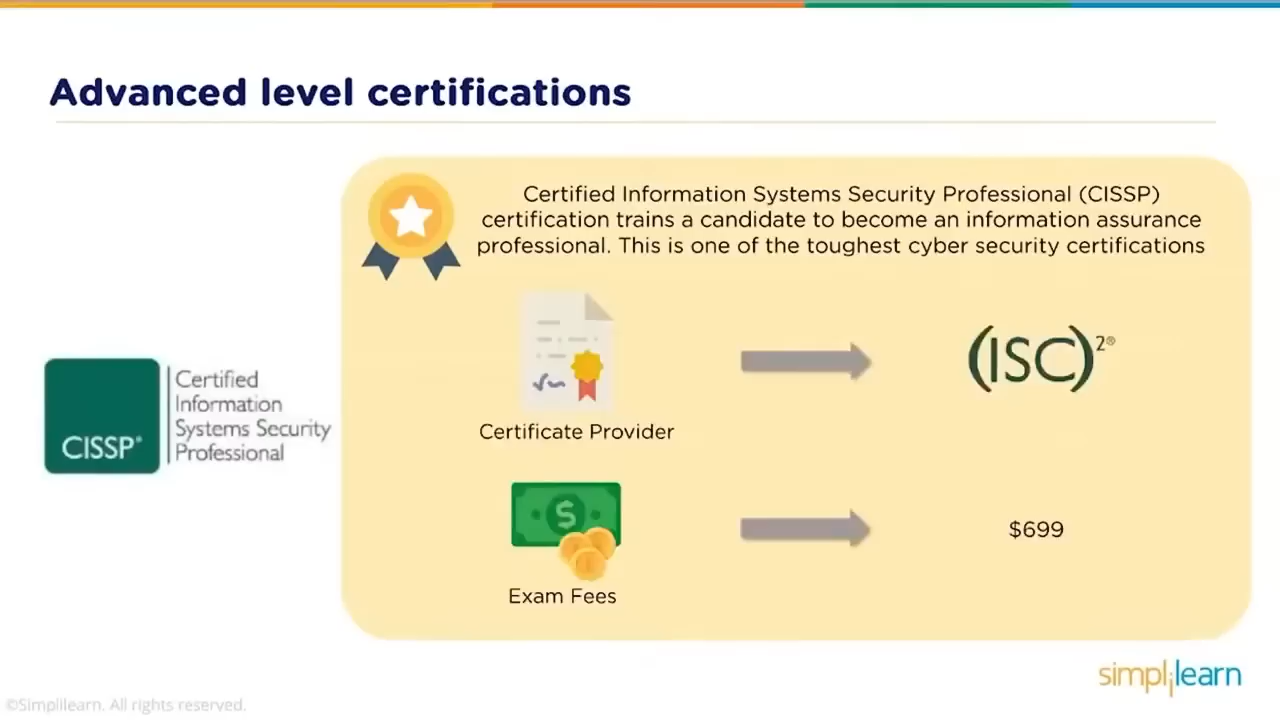 Advanced level certifications
Certified Information Systems Security Professional (CISSP)
certification trains a candidate to become an information assurance
professional. This is one of the toughest cyber security certifications
CISSP®
Certified
Information
Systems Security
Professional
Certificate Provider
(ISC)²®
Exam Fees
$699
simplilearn
©Simplilearn. All rights reserved.